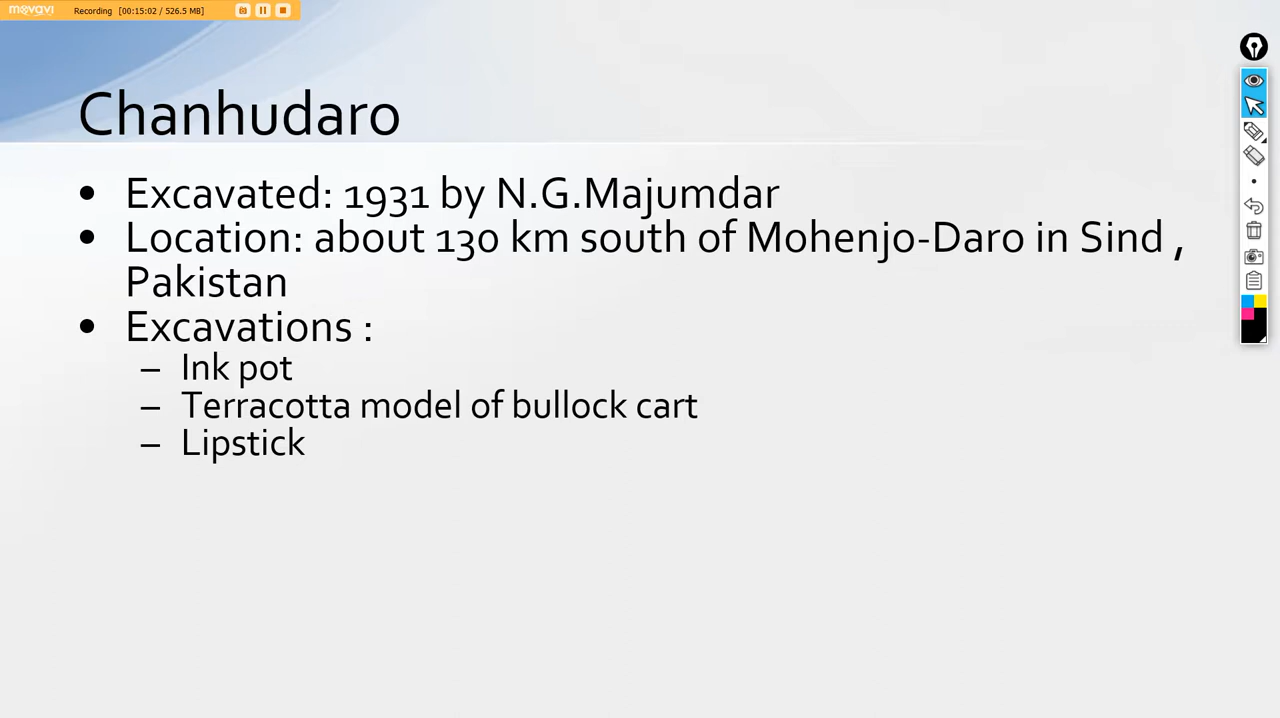 movavi Recording [00:15:02 / 526.5 MB]
Chanhudaro
• Excavated: 1931 by N.G.Majumdar
• Location: about 130 km south of Mohenjo-Daro in Sind ,
Pakistan
• Excavations :
– Ink pot
– Terracotta model of bullock cart
– Lipstick